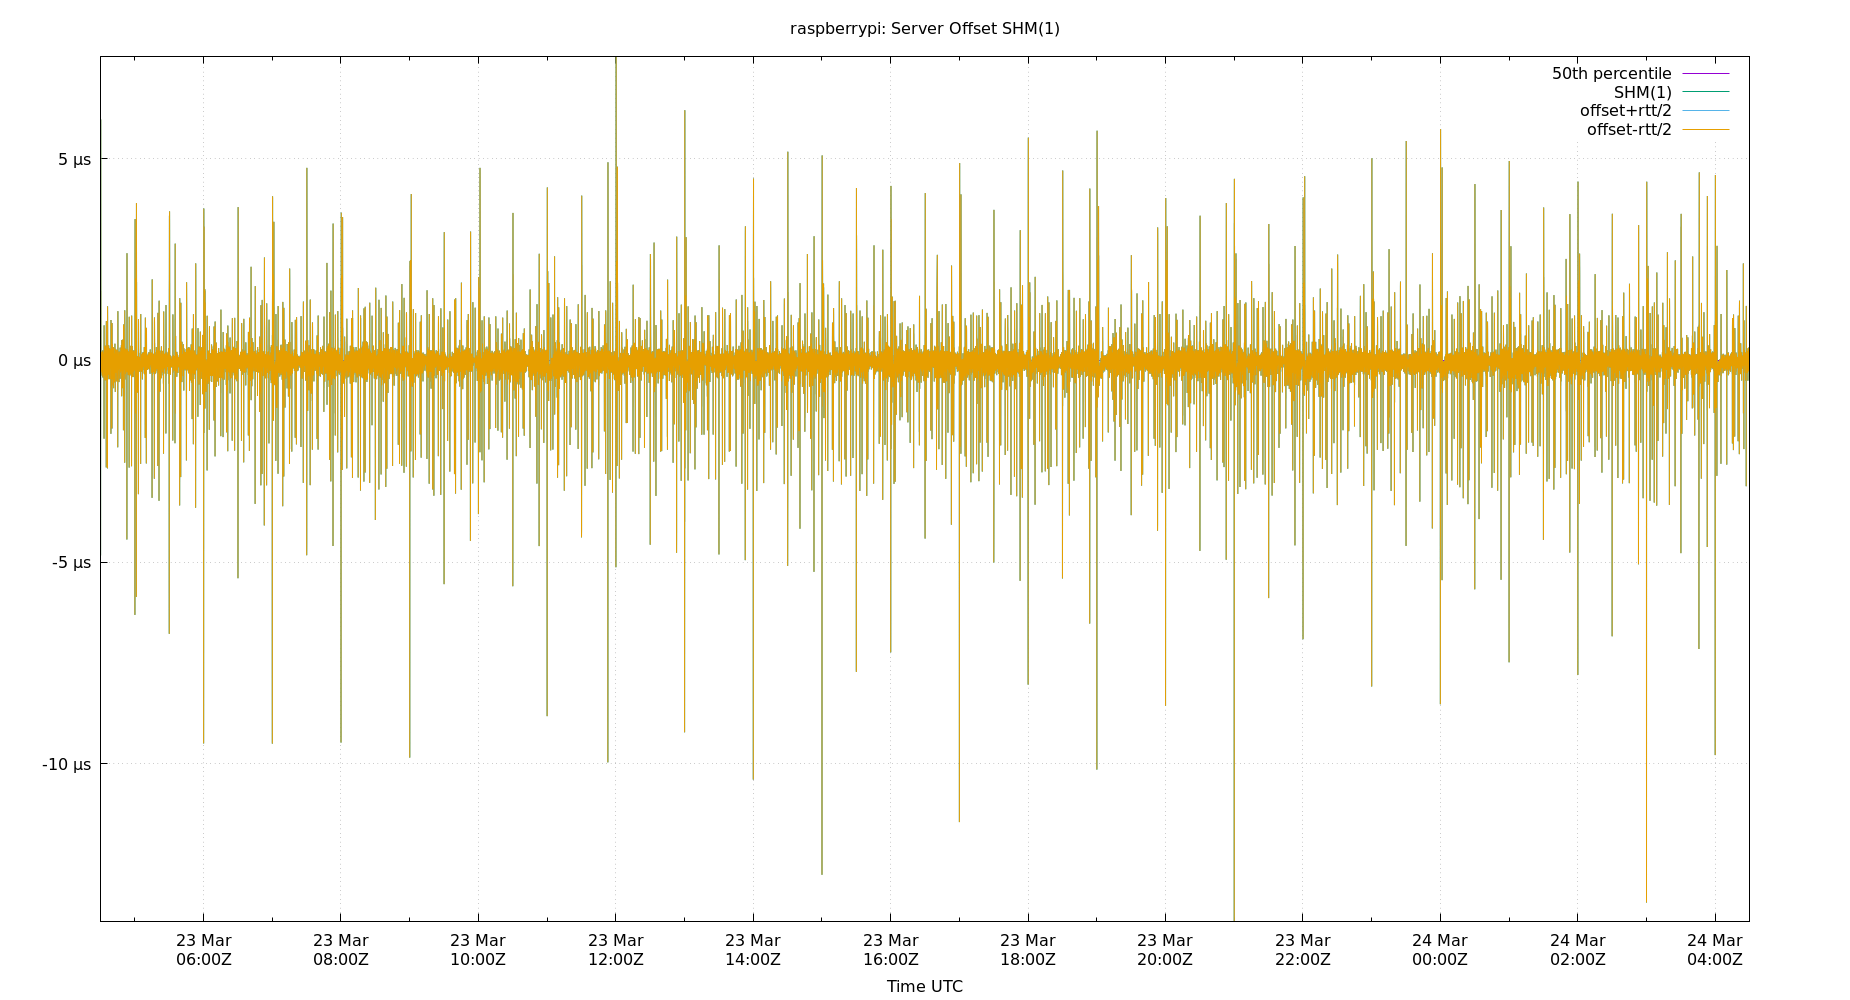 raspberrypi: Server Offset SHM(1)
50th percentile
SHM(1)
offset+rtt/2
offset-rtt/2
5 µs
0 µs
-5 µs
-10 µs
23 Mar 23 Mar 23 Mar 23 Mar 23 Mar 23 Mar 23 Mar 23 Mar 23 Mar 24 Mar 24 Mar 24 Mar
06:00Z 08:00Z 10:00Z 12:00Z 14:00Z 16:00Z 18:00Z 20:00Z 22:00Z 00:00Z 02:00Z 04:00Z
Time UTC